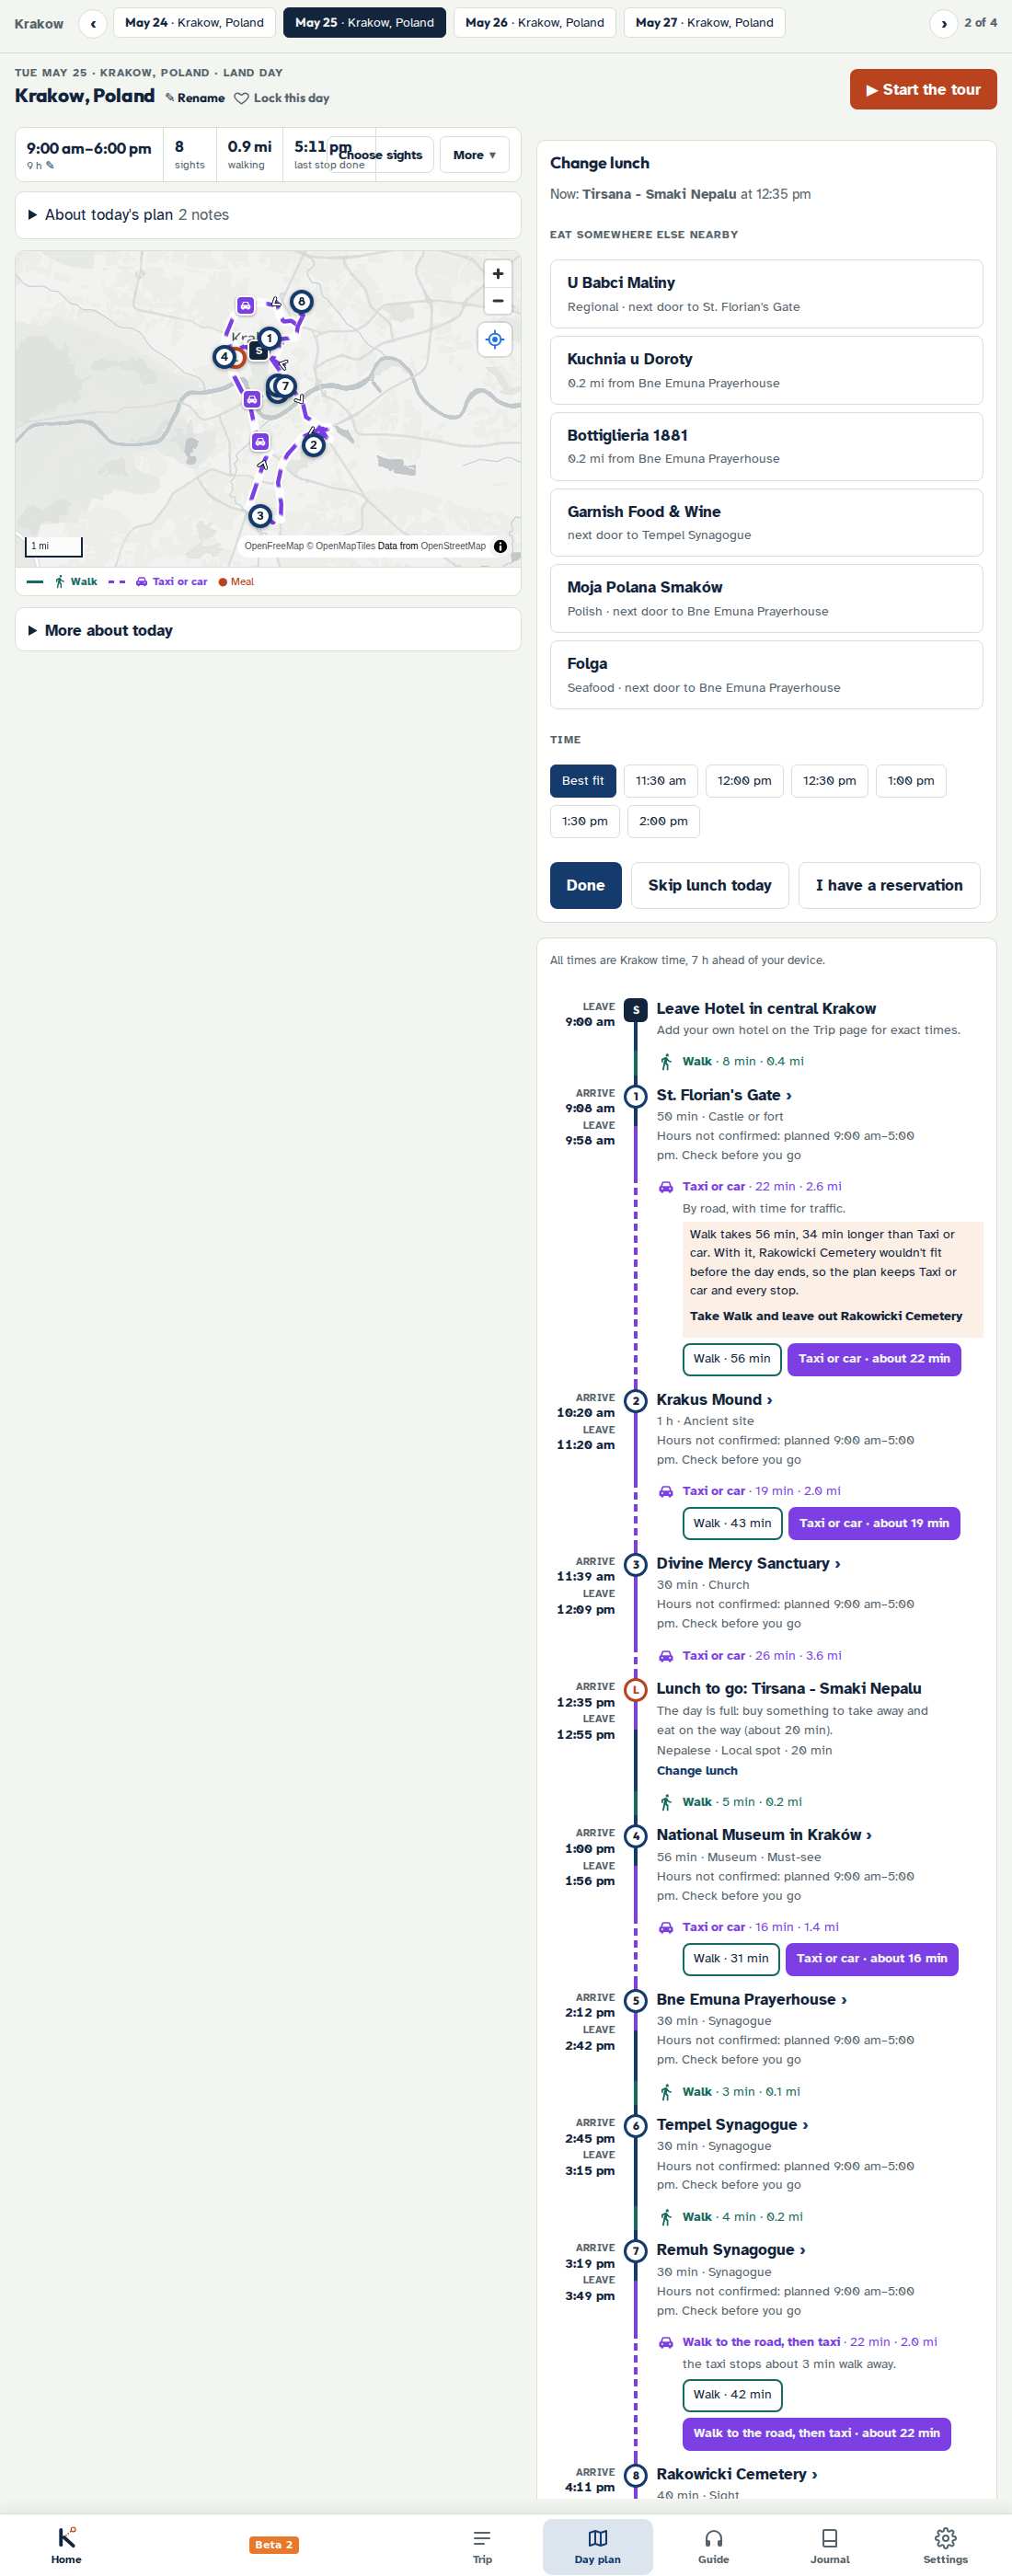 Krakow
‹
May 24 · Krakow, Poland
May 25 · Krakow, Poland
May 26 · Krakow, Poland
May 27 · Krakow, Poland
›
2 of 4
TUE MAY 25 · KRAKOW, POLAND · LAND DAY
Krakow, Poland
✎ Rename
Lock this day
▶ Start the tour
9:00 am–6:00 pm
9 h ✎
8
sights
0.9 mi
walking
5:11 pm
last stop done
Choose sights
More ▾
▶ About today's plan 2 notes
+
−
8
1
S
4
7
2
3
1 mi
OpenFreeMap © OpenMapTiles Data from OpenStreetMap
Walk
Taxi or car
Meal
▶ More about today
Change lunch
Now: Tirsana - Smaki Nepalu at 12:35 pm
EAT SOMEWHERE ELSE NEARBY
U Babci Maliny
Regional · next door to St. Florian's Gate
Kuchnia u Doroty
0.2 mi from Bne Emuna Prayerhouse
Bottiglieria 1881
0.2 mi from Bne Emuna Prayerhouse
Garnish Food & Wine
next door to Tempel Synagogue
Moja Polana Smaków
Polish · next door to Bne Emuna Prayerhouse
Folga
Seafood · next door to Bne Emuna Prayerhouse
TIME
Best fit
11:30 am
12:00 pm
12:30 pm
1:00 pm
1:30 pm
2:00 pm
Done
Skip lunch today
I have a reservation
All times are Krakow time, 7 h ahead of your device.
LEAVE
9:00 am
S
Leave Hotel in central Krakow
Add your own hotel on the Trip page for exact times.
Walk · 8 min · 0.4 mi
ARRIVE
9:08 am
LEAVE
9:58 am
1
St. Florian's Gate ›
50 min · Castle or fort
Hours not confirmed: planned 9:00 am–5:00
pm. Check before you go
Taxi or car · 22 min · 2.6 mi
By road, with time for traffic.
Walk takes 56 min, 34 min longer than Taxi or
car. With it, Rakowicki Cemetery wouldn't fit
before the day ends, so the plan keeps Taxi or
car and every stop.
Take Walk and leave out Rakowicki Cemetery
Walk · 56 min
Taxi or car · about 22 min
ARRIVE
10:20 am
LEAVE
11:20 am
2
Krakus Mound ›
1 h · Ancient site
Hours not confirmed: planned 9:00 am–5:00
pm. Check before you go
Taxi or car · 19 min · 2.0 mi
Walk · 43 min
Taxi or car · about 19 min
ARRIVE
11:39 am
LEAVE
12:09 pm
3
Divine Mercy Sanctuary ›
30 min · Church
Hours not confirmed: planned 9:00 am–5:00
pm. Check before you go
Taxi or car · 26 min · 3.6 mi
ARRIVE
12:35 pm
LEAVE
12:55 pm
L
Lunch to go: Tirsana - Smaki Nepalu
The day is full: buy something to take away and
eat on the way (about 20 min).
Nepalese · Local spot · 20 min
Change lunch
Walk · 5 min · 0.2 mi
ARRIVE
1:00 pm
LEAVE
1:56 pm
4
National Museum in Kraków ›
56 min · Museum · Must-see
Hours not confirmed: planned 9:00 am–5:00
pm. Check before you go
Taxi or car · 16 min · 1.4 mi
Walk · 31 min
Taxi or car · about 16 min
ARRIVE
2:12 pm
LEAVE
2:42 pm
5
Bne Emuna Prayerhouse ›
30 min · Synagogue
Hours not confirmed: planned 9:00 am–5:00
pm. Check before you go
Walk · 3 min · 0.1 mi
ARRIVE
2:45 pm
LEAVE
3:15 pm
6
Tempel Synagogue ›
30 min · Synagogue
Hours not confirmed: planned 9:00 am–5:00
pm. Check before you go
Walk · 4 min · 0.2 mi
ARRIVE
3:19 pm
LEAVE
3:49 pm
7
Remuh Synagogue ›
30 min · Synagogue
Hours not confirmed: planned 9:00 am–5:00
pm. Check before you go
Walk to the road, then taxi · 22 min · 2.0 mi
the taxi stops about 3 min walk away.
Walk · 42 min
Walk to the road, then taxi · about 22 min
ARRIVE
4:11 pm
8
Rakowicki Cemetery ›
40 min · Sight
Home
Beta 2
Trip
Day plan
Guide
Journal
Settings